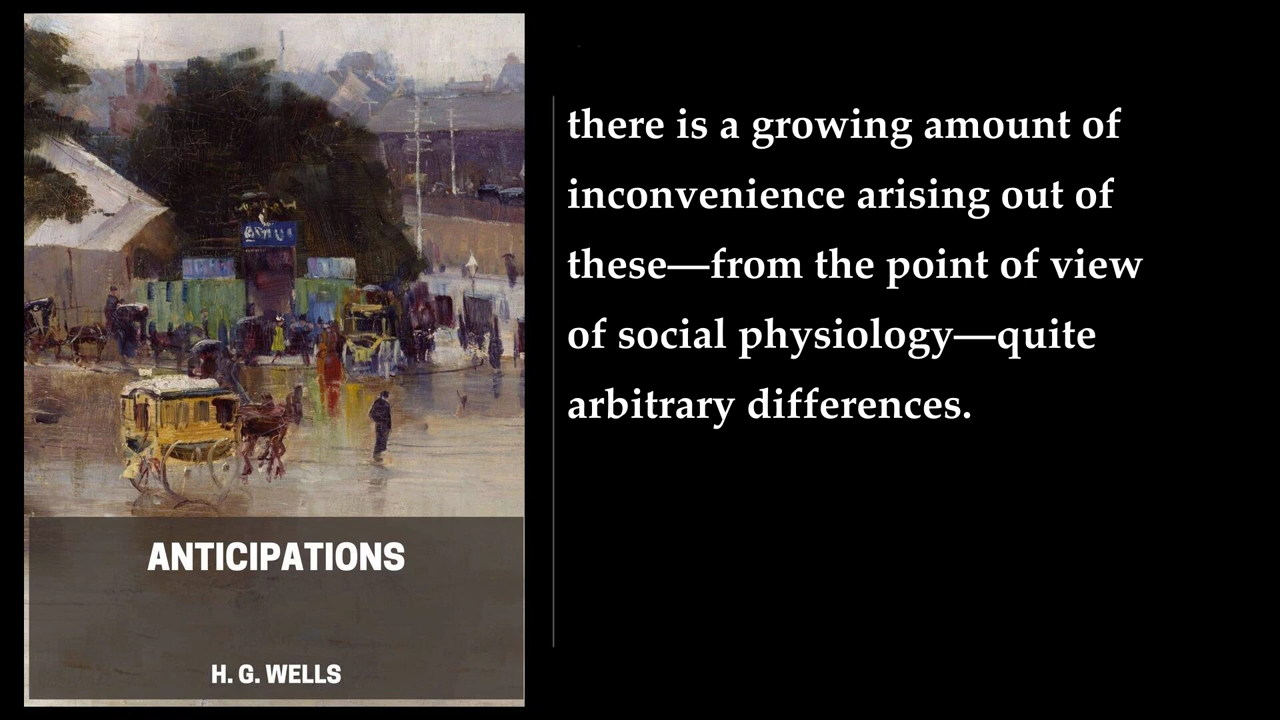 there is a growing amount of
inconvenience arising out of
these—from the point of view
of social physiology—quite
arbitrary differences.
ANTICIPATIONS
H. G. WELLS